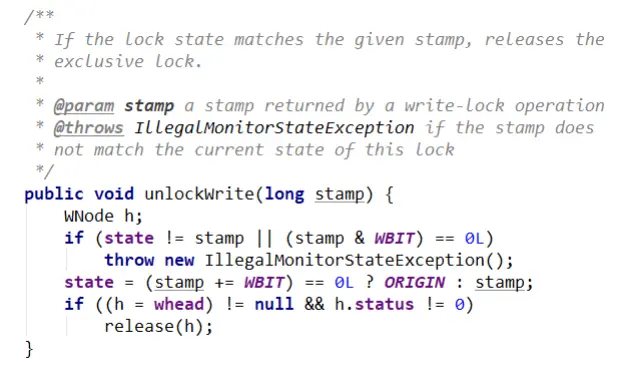 /**
 * If the lock state matches the given stamp, releases the
 * exclusive lock.
 *
 * @param stamp a stamp returned by a write-lock operation
 * @throws IllegalMonitorStateException if the stamp does
 * not match the current state of this lock
 */
public void unlockWrite(long stamp) {
    WNode h;
    if (state != stamp || (stamp & WBIT) == 0L)
        throw new IllegalMonitorStateException();
    state = (stamp += WBIT) == 0L ? ORIGIN : stamp;
    if ((h = whead) != null && h.status != 0)
        release(h);
}